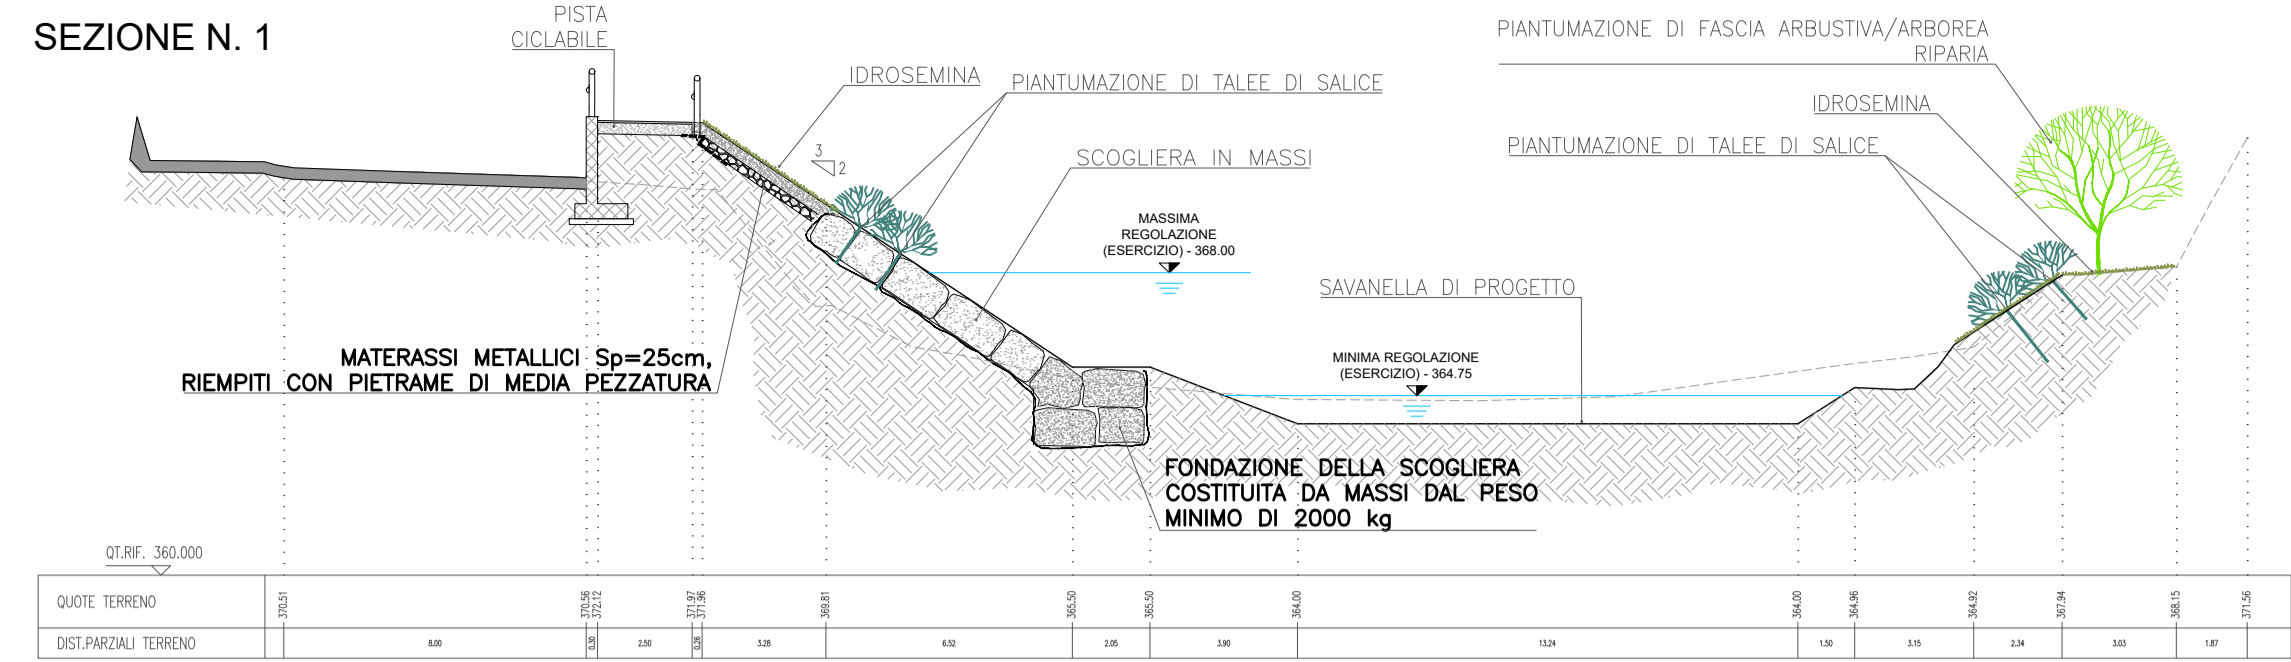 SEZIONE N. 1
PISTA
CICLABILE
IDROSEMINA
PIANTUMAZIONE DI TALEE DI SALICE
PIANTUMAZIONE DI FASCIA ARBUSTIVA/ARBOREA
RIPARIA
IDROSEMINA
PIANTUMAZIONE DI TALEE DI SALICE
3
2
SCOGLIERA IN MASSI
MASSIMA
REGOLAZIONE
(ESERCIZIO) - 368.00
SAVANELLA DI PROGETTO
MATERASSI METALLICI Sp=25cm,
RIEMPITI CON PIETRAME DI MEDIA PEZZATURA
MINIMA REGOLAZIONE
(ESERCIZIO) - 364.75
FONDAZIONE DELLA SCOGLIERA
COSTITUITA DA MASSI DAL PESO
MINIMO DI 2000 kg
QT.RIF. 360.000
QUOTE TERRENO 370.51 370.56 372.12 371.97 371.96 369.81 365.50 365.50 364.00 364.00 364.96 364.92 367.94 368.15 371.56
DIST.PARZIALI TERRENO 8.00 0.30 2.50 0.26 3.28 6.52 2.05 3.90 13.24 1.50 3.15 2.34 3.03 1.87